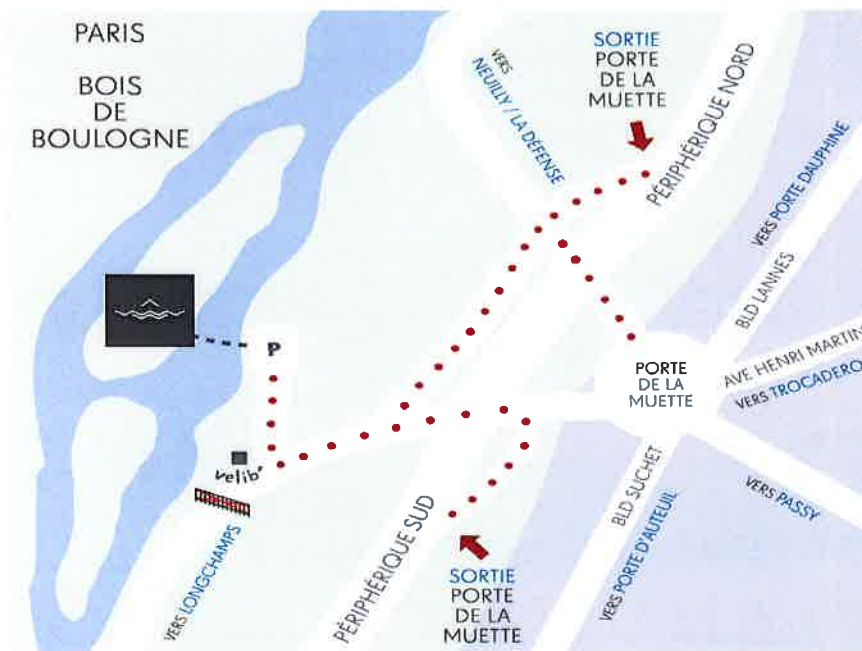 PARIS
BOIS
DE
BOULOGNE
SORTIE
PORTE
DE LA
MUETTE
VERS
NEUILLY / LA DÉFENSE
PÉRIPHÉRIQUE NORD
VERS PORTE DAUPHINE
BLD LANNES
AVE HENRI MARTIN
VERS TROCADERO
PORTE
DE LA
MUETTE
P
velib'
VERS LONGCHAMPS
PÉRIPHÉRIQUE SUD
SORTIE
PORTE
DE LA
MUETTE
BLD SUCHET
VERS PORTE D'AUTEUIL
VERS PASSY